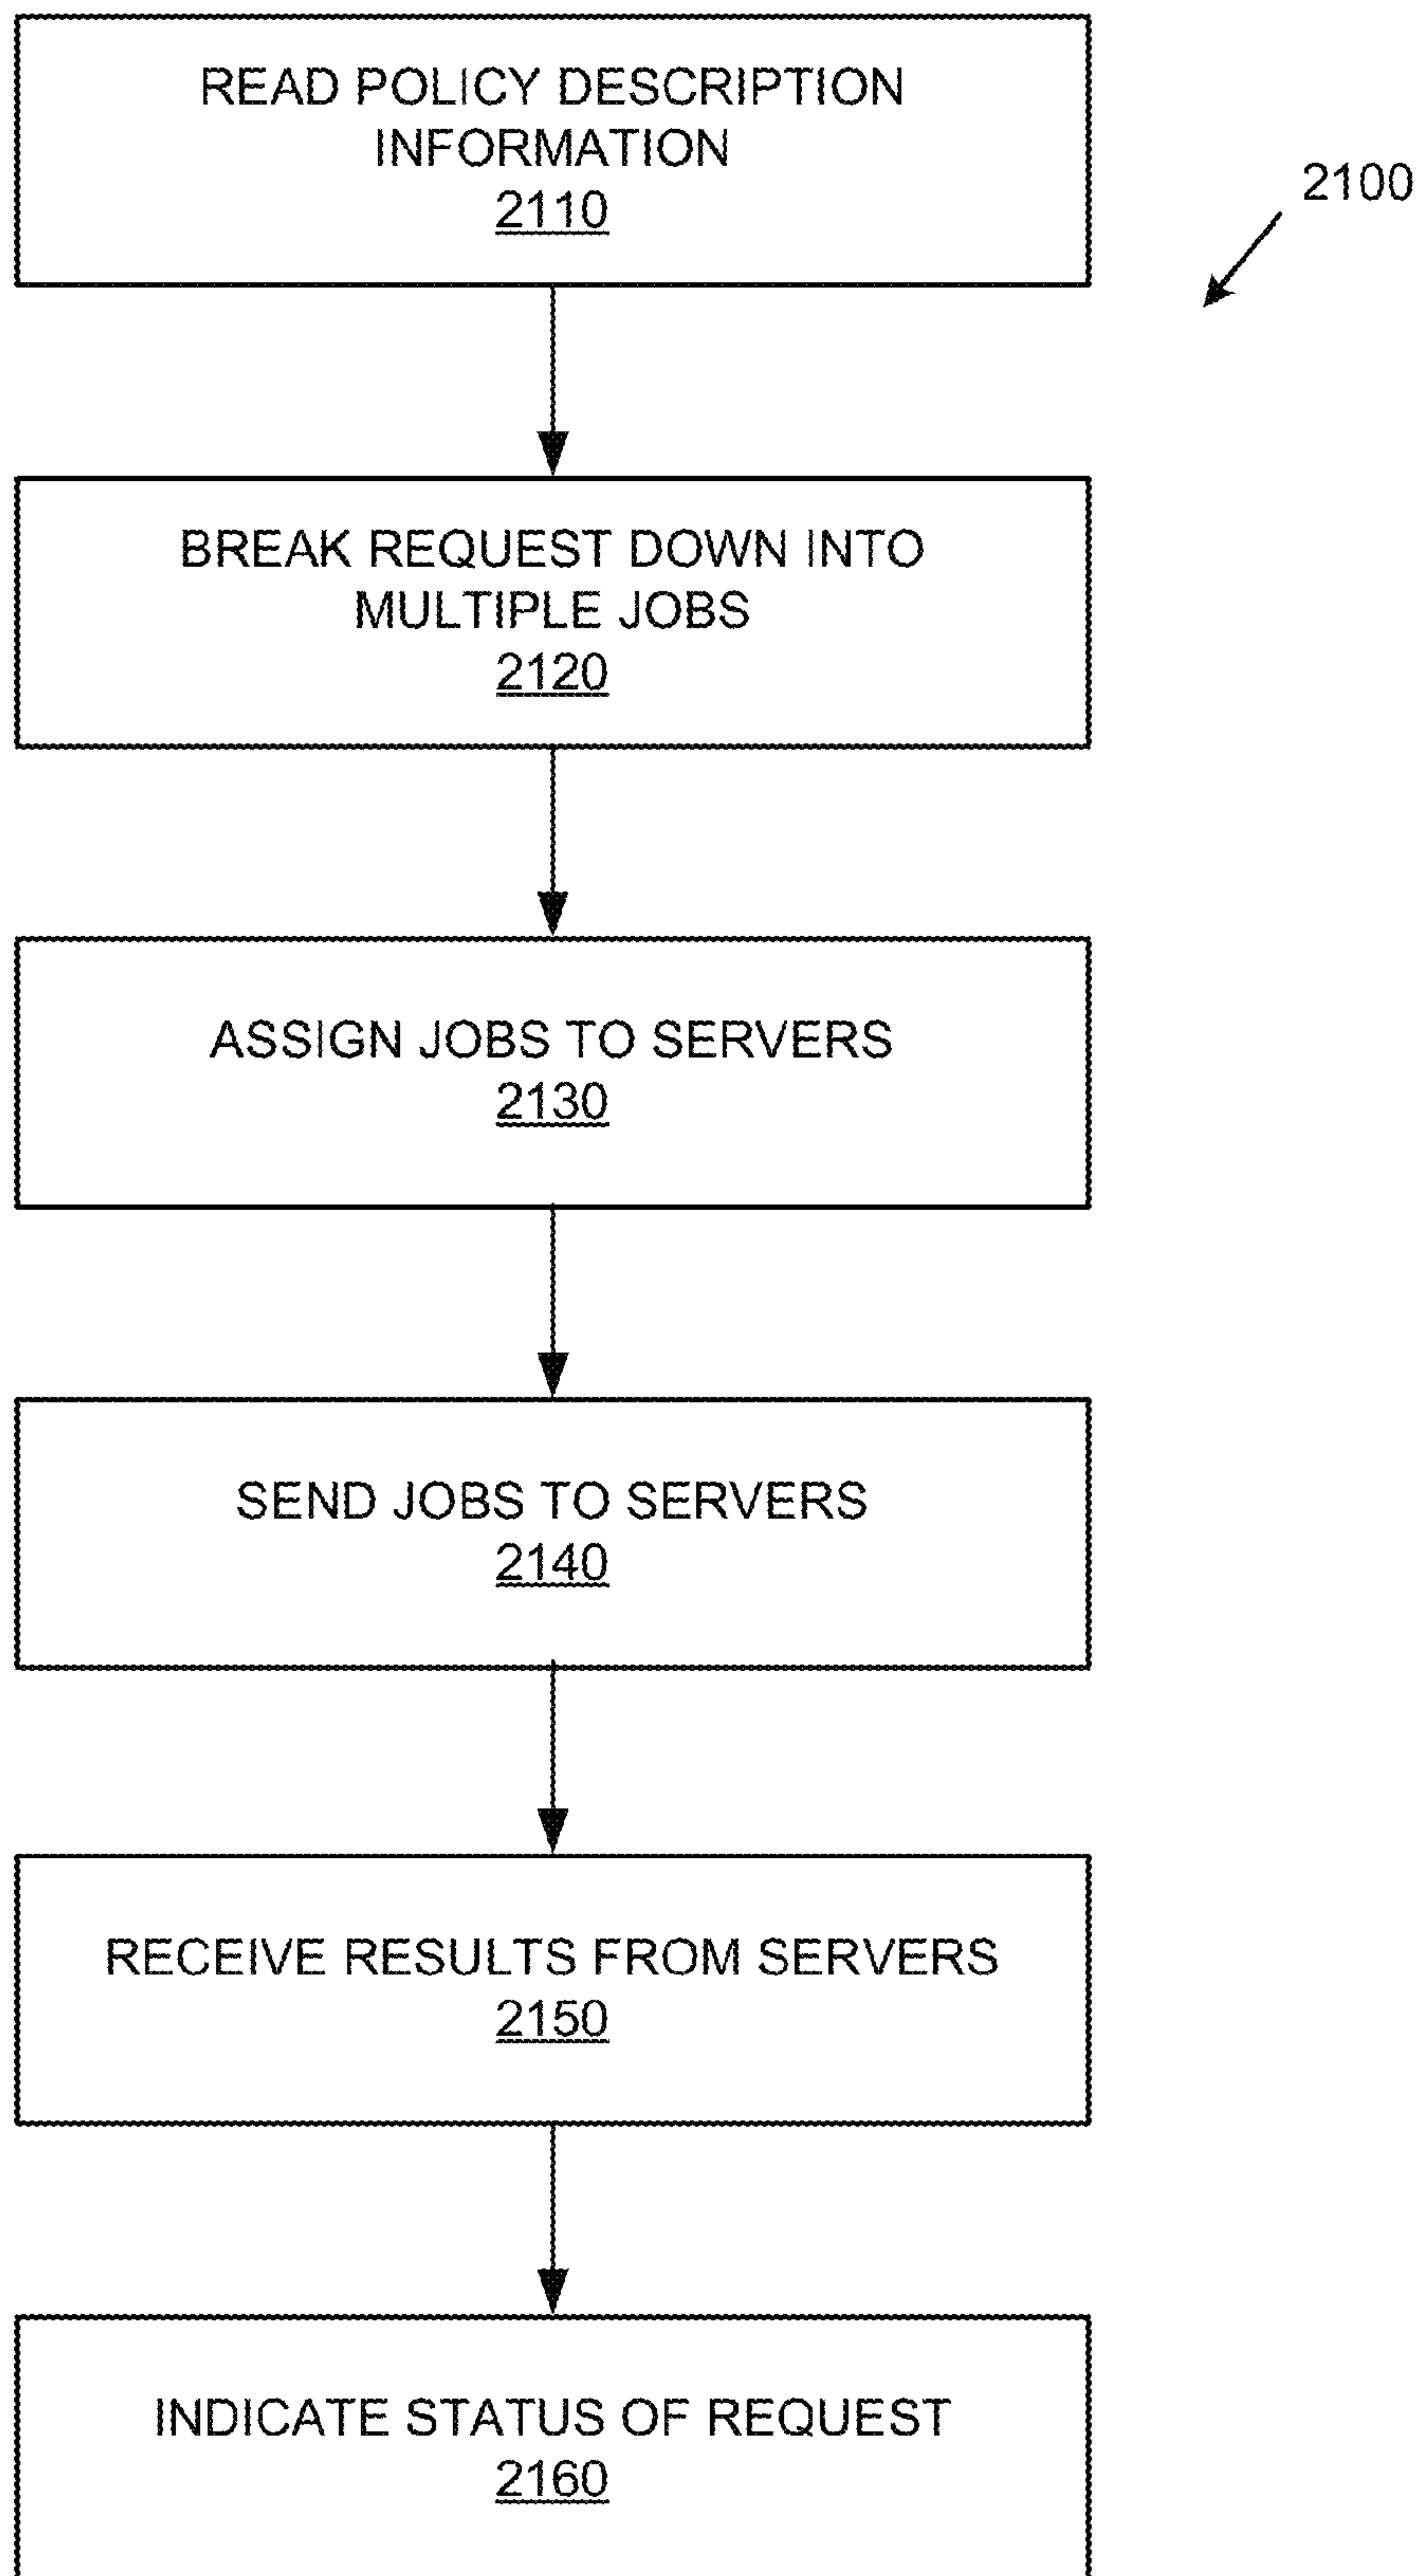 READ POLICY DESCRIPTION
INFORMATION
2110
2100
BREAK REQUEST DOWN INTO
MULTIPLE JOBS
2120
ASSIGN JOBS TO SERVERS
2130
SEND JOBS TO SERVERS
2140
RECEIVE RESULTS FROM SERVERS
2150
INDICATE STATUS OF REQUEST
2160